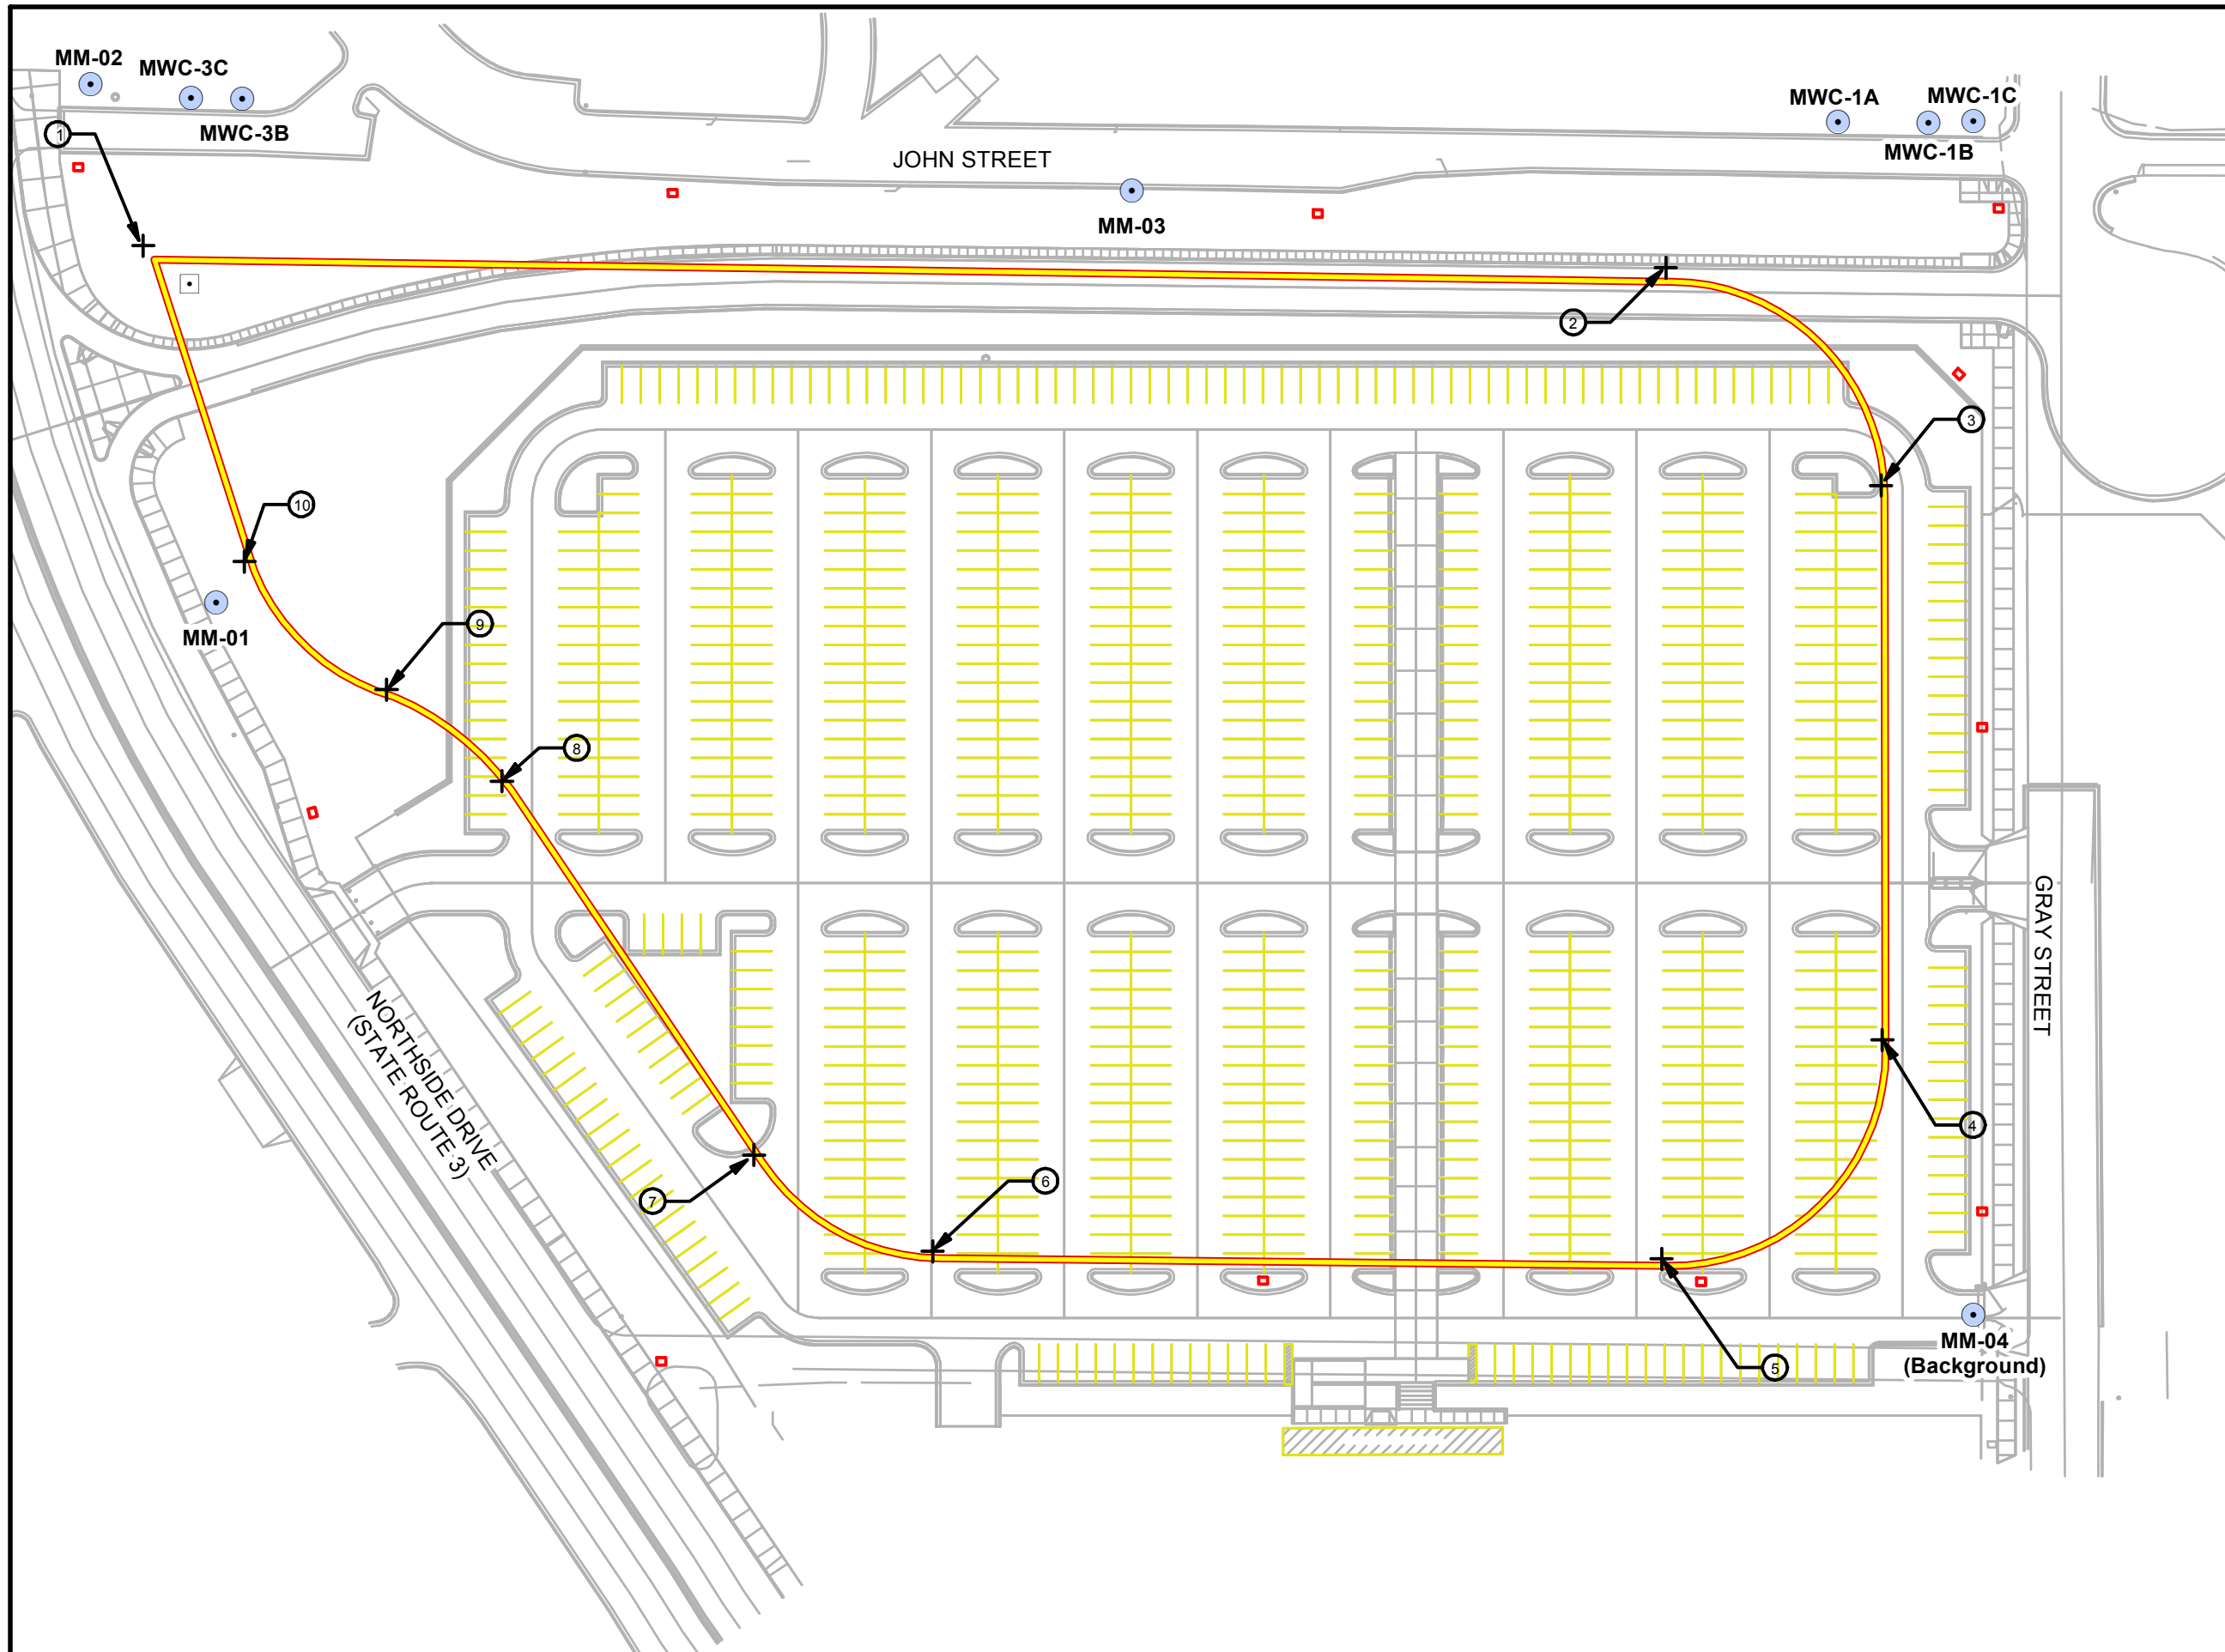 MM-02
MWC-3C
MWC-1A
MWC-1C
1
MWC-3B
MWC-1B
JOHN STREET
MM-03
2
3
10
9
MM-01
8
GRAY STREET
NORTHSIDE DRIVE
(STATE ROUTE 3)
4
6
7
MM-04
(Background)
5